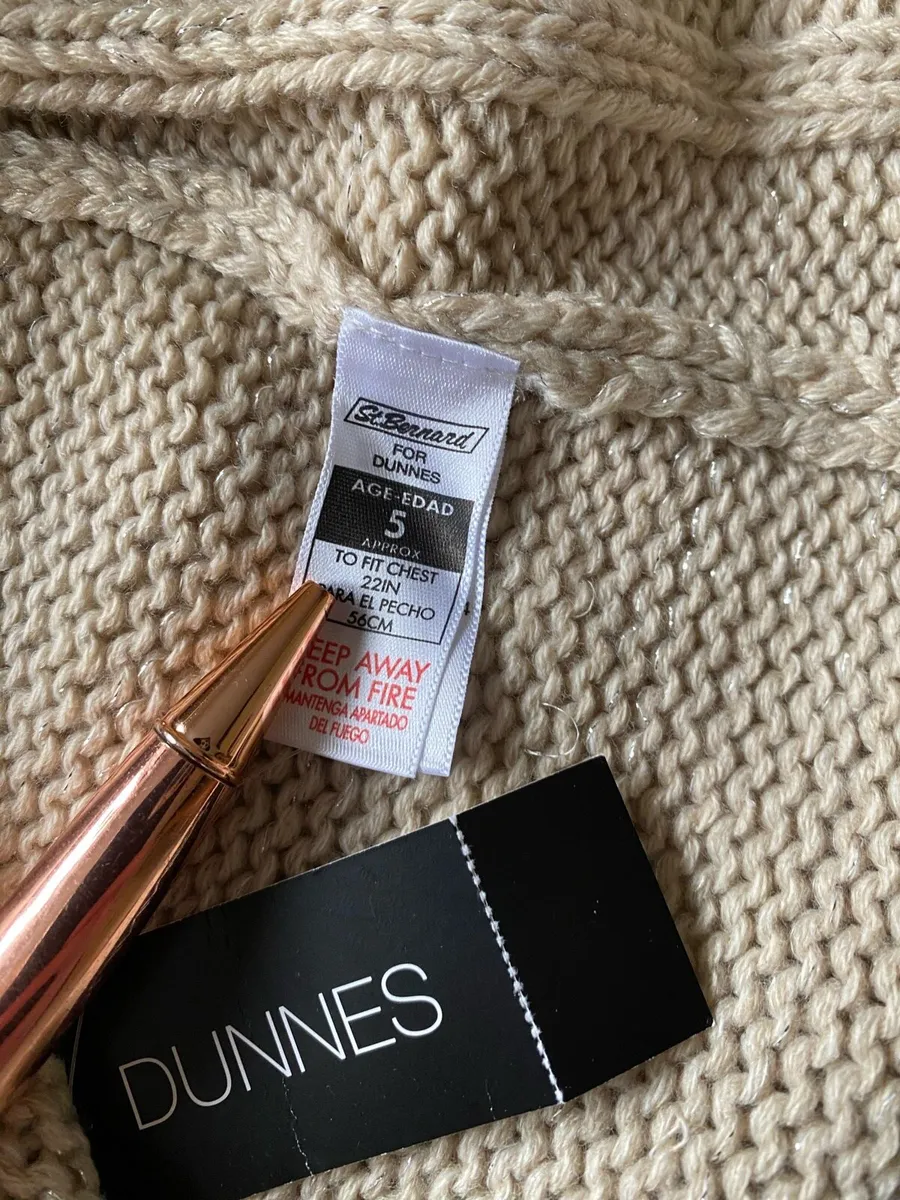 St.Bernard
FOR
DUNNES
AGE-EDAD
5
APPROX
TO FIT CHEST
22IN
EL PECHO
56CM
AWAY
FIRE
MANTENGA APARTADO
DEL FUEGO
DUNNES